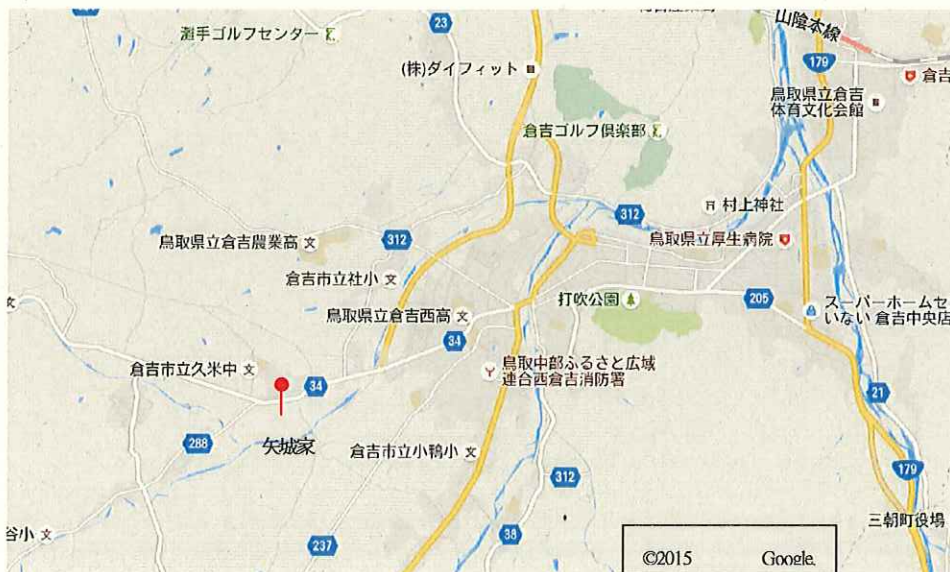 山陰本線
灘手ゴルフセンター
23
179
(株)ダイフィット
倉吉
鳥取県立倉吉
体育文化会館
倉吉ゴルフ倶楽部
村上神社
312
鳥取県立倉吉農業高 文
312
鳥取県立厚生病院
倉吉市立社小 文
打吹公園
205
スーパーホームセ
いない 倉吉中央店
鳥取県立倉吉西高 文
34
倉吉市立久米中 文
34
鳥取中部ふるさと広域
連合西倉吉消防署
21
288
矢城家
倉吉市立小鴨小 文
312
179
三朝町役場
谷小 文
237
38
©2015 Google.